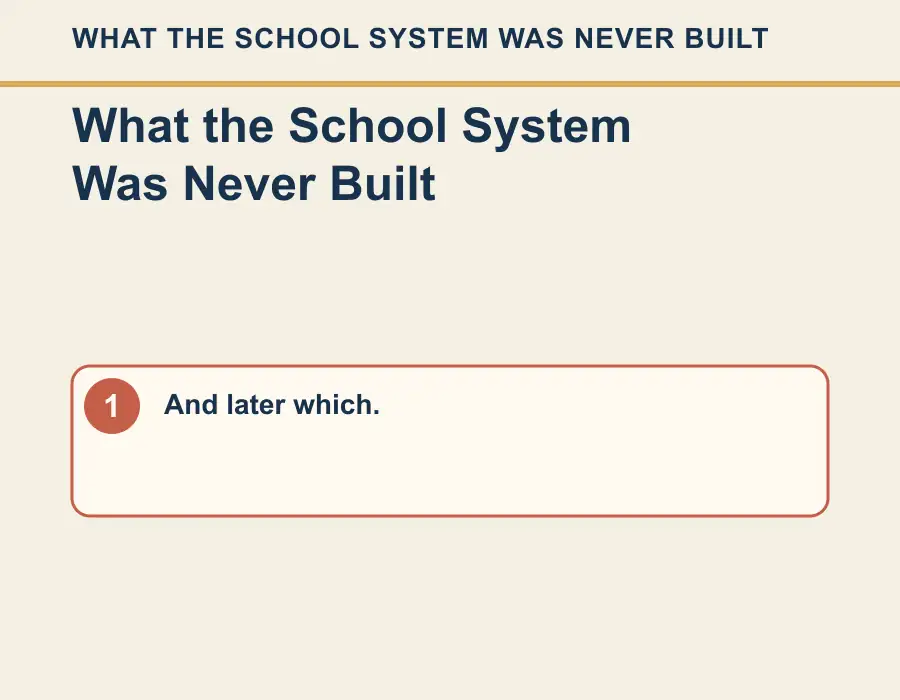 WHAT THE SCHOOL SYSTEM WAS NEVER BUILT
What the School System
Was Never Built
1
And later which.